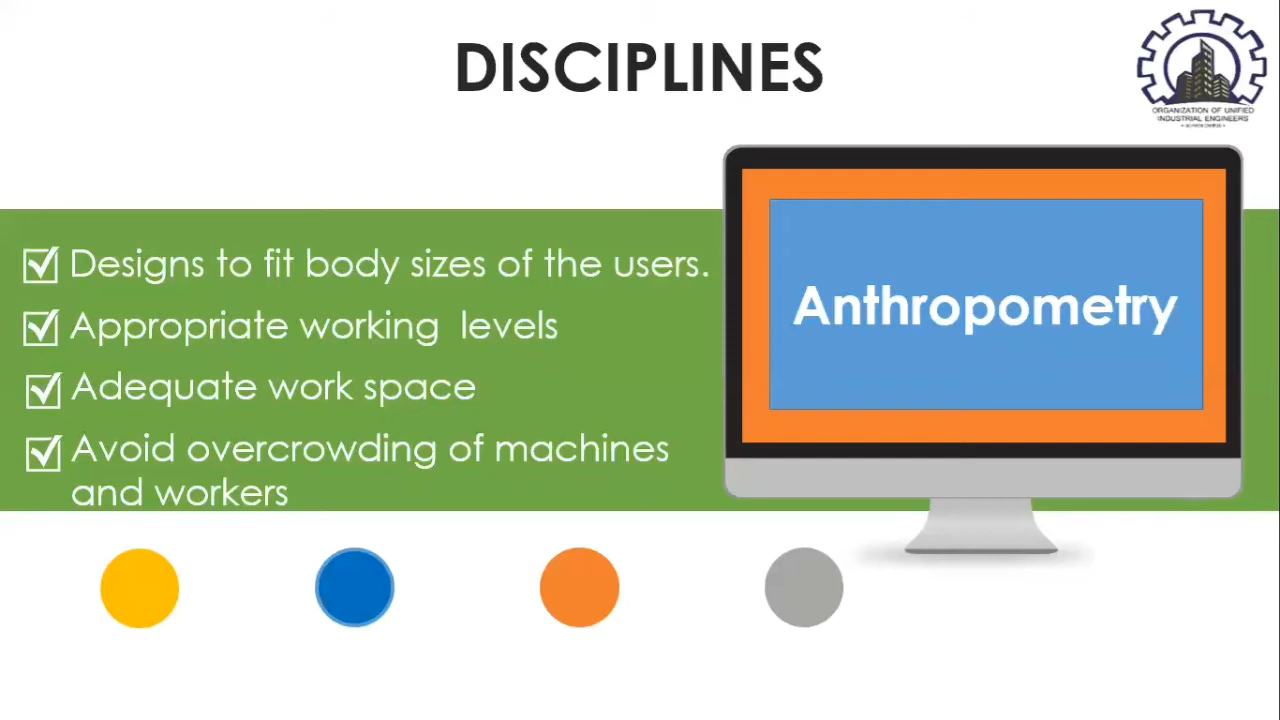 DISCIPLINES
ORGANIZATION OF UNIFIED
INDUSTRIAL ENGINEERS
Designs to fit body sizes of the users.
Appropriate working  levels
Adequate work space
Avoid overcrowding of machines
and workers
Anthropometry